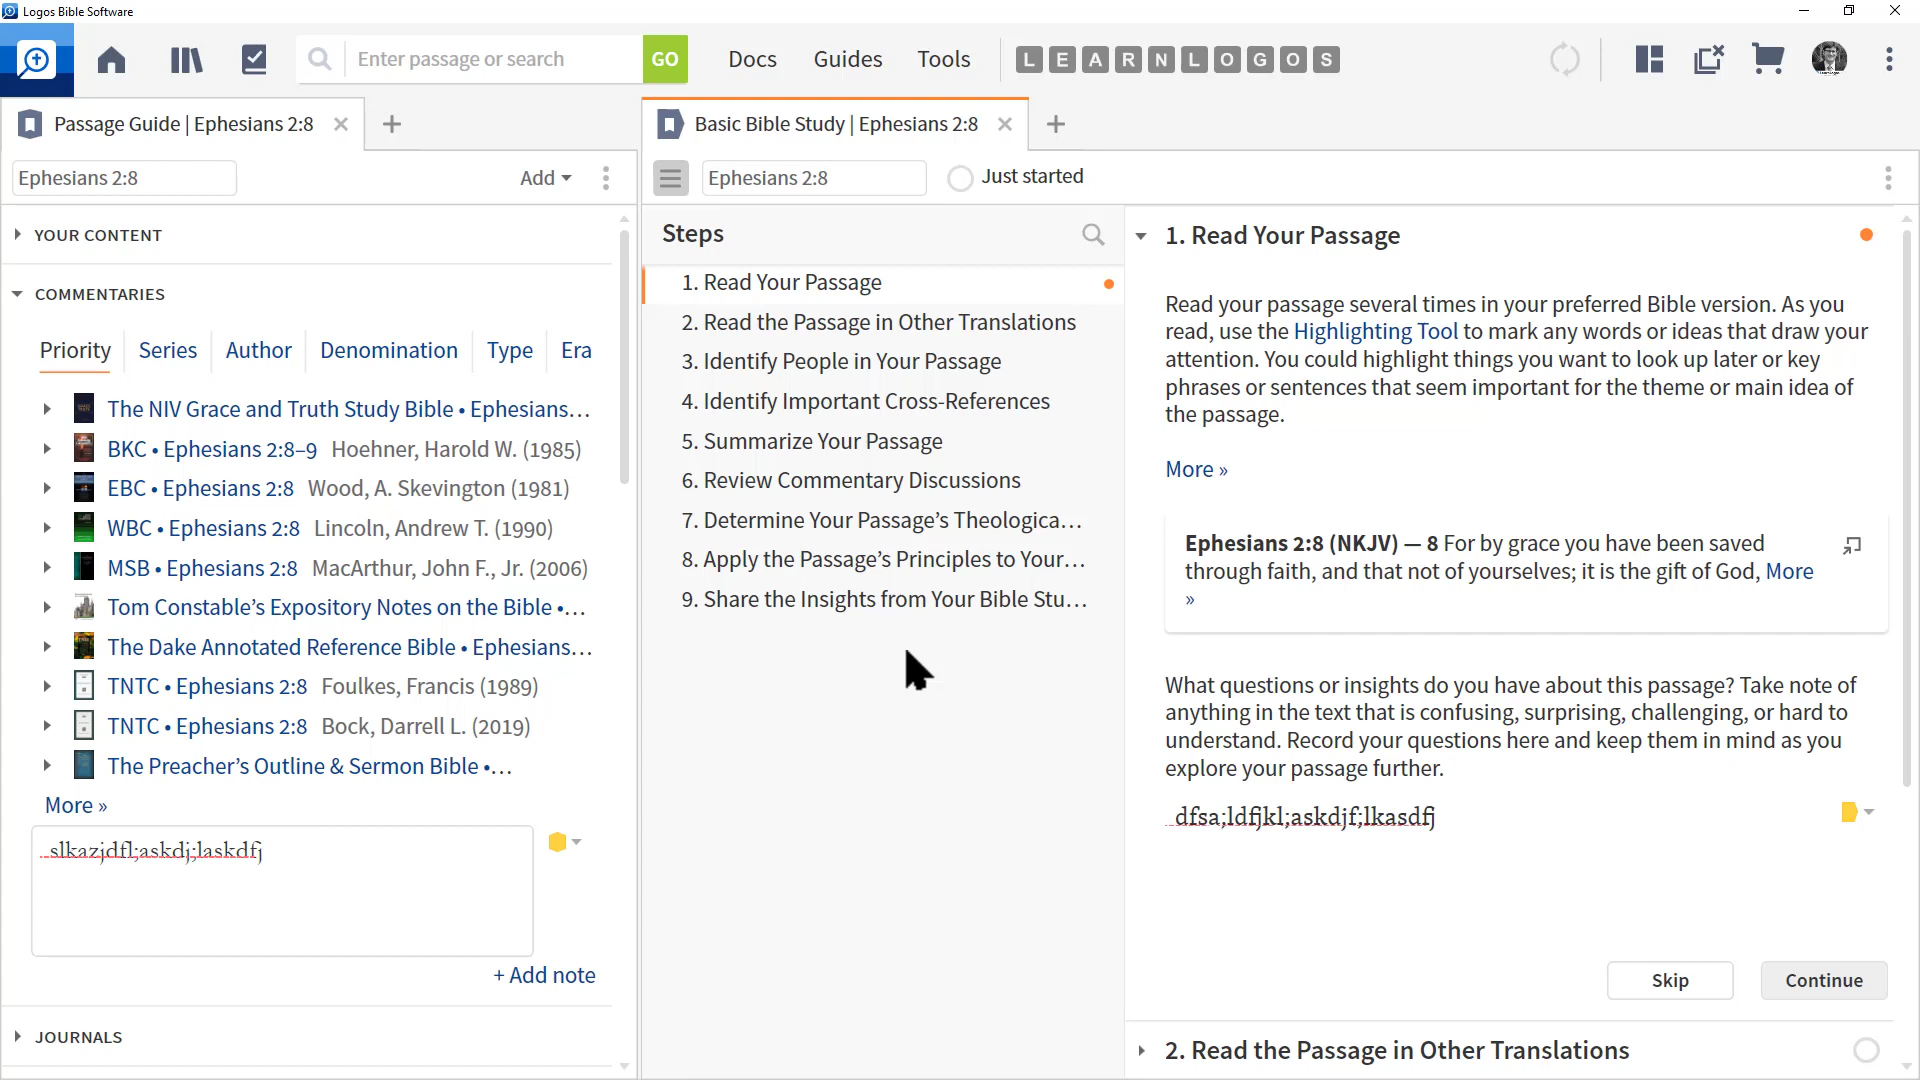 Logos Bible Software
Enter passage or search
GO
Docs
Guides
Tools
LEARNLOGOS
Passage Guide | Ephesians 2:8
Basic Bible Study | Ephesians 2:8
Ephesians 2:8
Add
Ephesians 2:8
Just started
YOUR CONTENT
COMMENTARIES
Priority
Series
Author
Denomination
Type
Era
The NIV Grace and Truth Study Bible • Ephesians…
BKC • Ephesians 2:8–9 Hoehner, Harold W. (1985)
EBC • Ephesians 2:8 Wood, A. Skevington (1981)
WBC • Ephesians 2:8 Lincoln, Andrew T. (1990)
MSB • Ephesians 2:8 MacArthur, John F., Jr. (2006)
Tom Constable’s Expository Notes on the Bible •…
The Dake Annotated Reference Bible • Ephesians…
TNTC • Ephesians 2:8 Foulkes, Francis (1989)
TNTC • Ephesians 2:8 Bock, Darrell L. (2019)
The Preacher’s Outline & Sermon Bible •…
More »
slkazjdfl;askdj;laskdfj
+ Add note
JOURNALS
Steps
1. Read Your Passage
2. Read the Passage in Other Translations
3. Identify People in Your Passage
4. Identify Important Cross-References
5. Summarize Your Passage
6. Review Commentary Discussions
7. Determine Your Passage’s Theologica…
8. Apply the Passage’s Principles to Your…
9. Share the Insights from Your Bible Stu…
1. Read Your Passage
Read your passage several times in your preferred Bible version. As you
read, use the Highlighting Tool to mark any words or ideas that draw your
attention. You could highlight things you want to look up later or key
phrases or sentences that seem important for the theme or main idea of
the passage.
More »
Ephesians 2:8 (NKJV) — 8 For by grace you have been saved
through faith, and that not of yourselves; it is the gift of God, More
»
What questions or insights do you have about this passage? Take note of
anything in the text that is confusing, surprising, challenging, or hard to
understand. Record your questions here and keep them in mind as you
explore your passage further.
dfsa;ldfjkl;askdjf;lkasdfj
Skip
Continue
2. Read the Passage in Other Translations